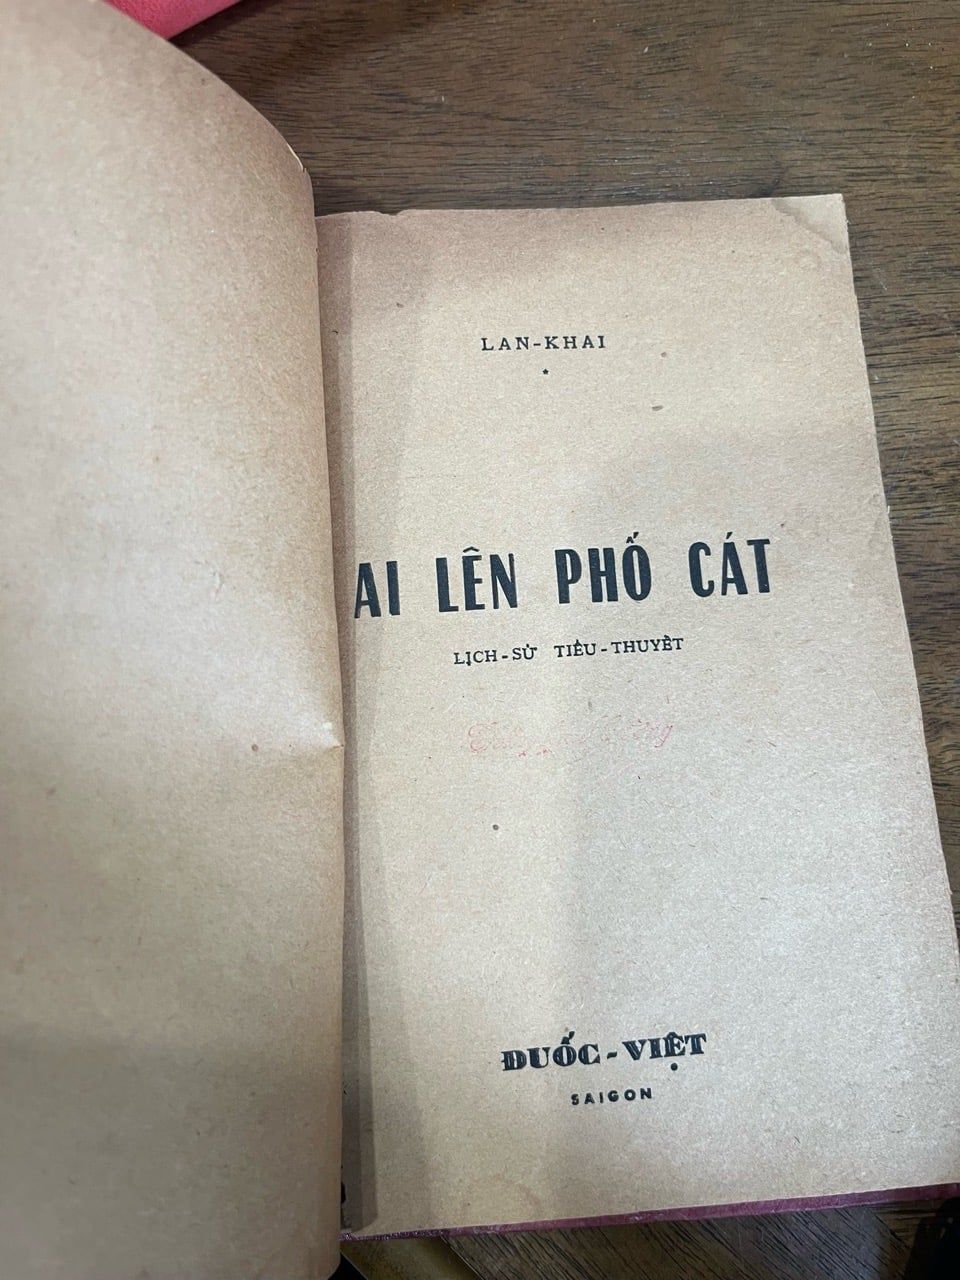 LAN-KHAI
*
AI LÊN PHỐ CÁT
LỊCH-SỬ TIỂU-THUYẾT
ĐUỐC-VIỆT
SAIGON